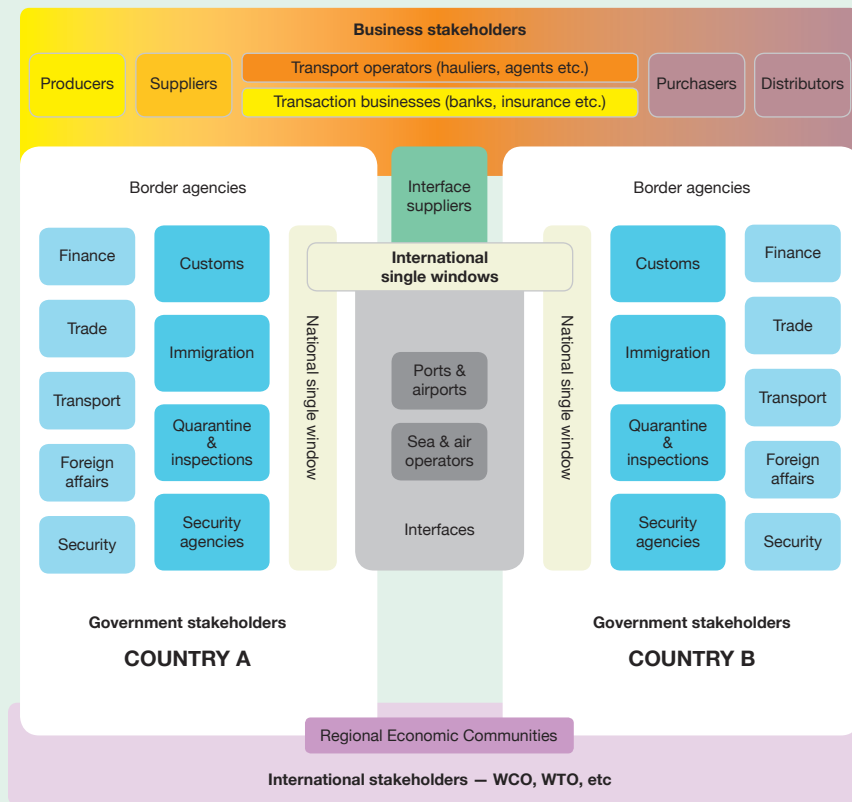 Business stakeholders
Producers
Suppliers
Transport operators (hauliers, agents etc.)
Transaction businesses (banks, insurance etc.)
Purchasers
Distributors
Border agencies
Finance
Trade
Transport
Foreign
affairs
Security
Customs
Immigration
Quarantine
&
inspections
Security
agencies
National single window
Government stakeholders
COUNTRY A
Interface
suppliers
International
single windows
Ports &
airports
Sea & air
operators
Interfaces
Border agencies
National single window
Customs
Immigration
Quarantine
&
inspections
Security
agencies
Finance
Trade
Transport
Foreign
affairs
Security
Government stakeholders
COUNTRY B
Regional Economic Communities
International stakeholders — WCO, WTO, etc